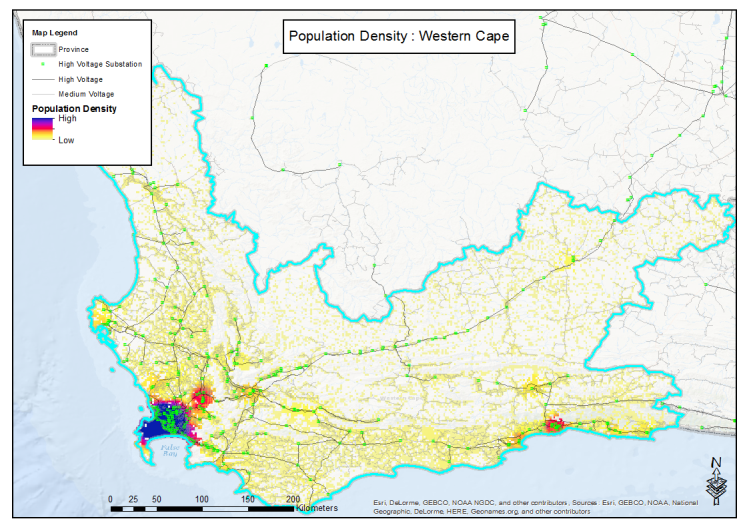 Population Density : Western Cape
Map Legend
Province
High Voltage Substation
High Voltage
Medium Voltage
Population Density
High
Low
False
Bay
N
0 25 50 100 150 200
Kilometers
Esri, DeLorme, GEBCO, NOAA NGDC, and other contributors, Sources: Esri, GEBCO, NOAA, National
Geographic, DeLorme, HERE, Geonames.org, and other contributors